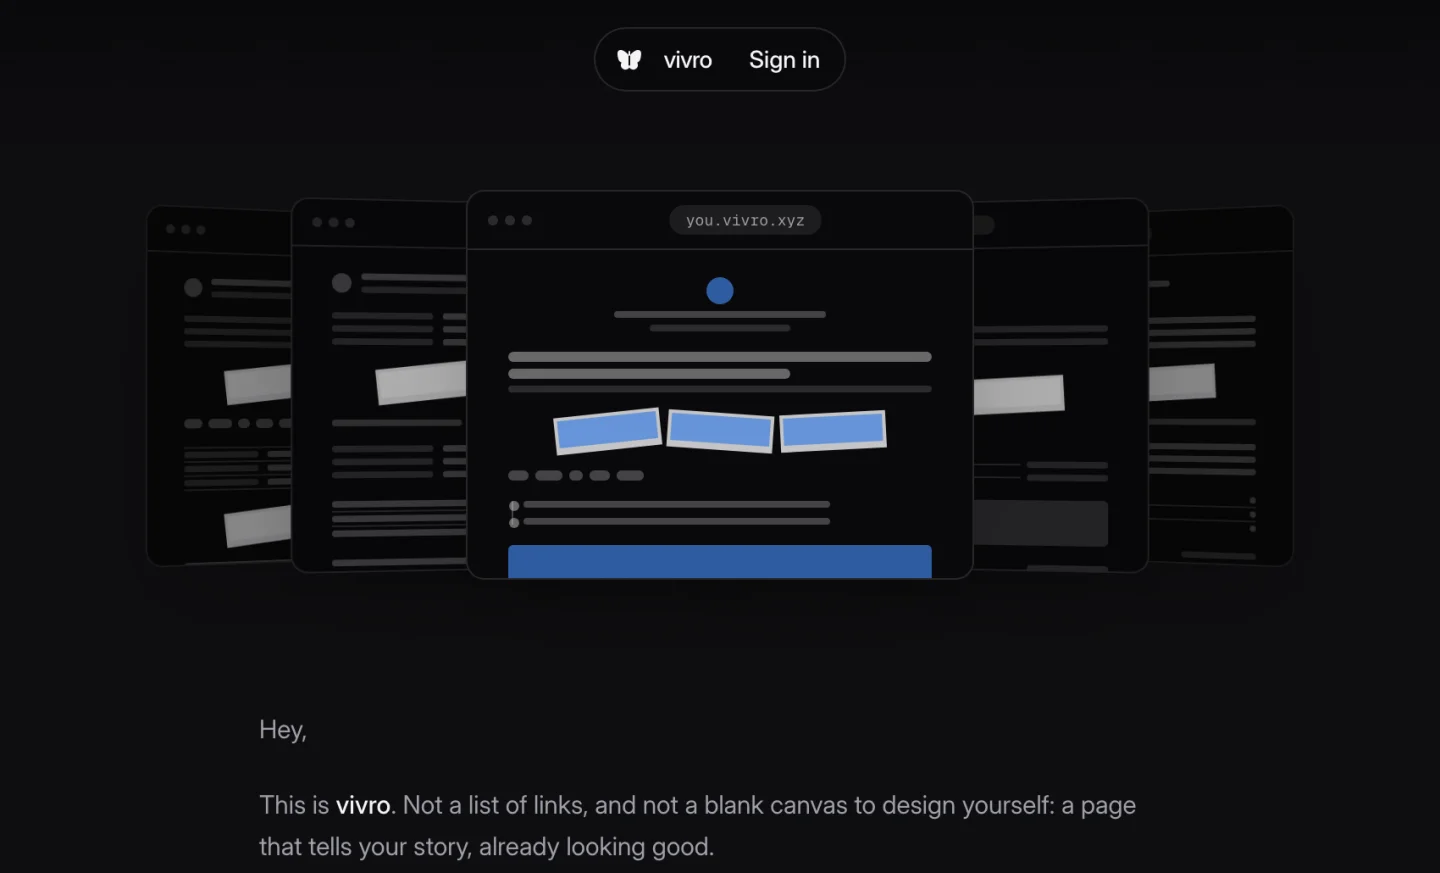 vivro Sign in
you.vivro.xyz
Hey,
This is vivro. Not a list of links, and not a blank canvas to design yourself: a page
that tells your story, already looking good.